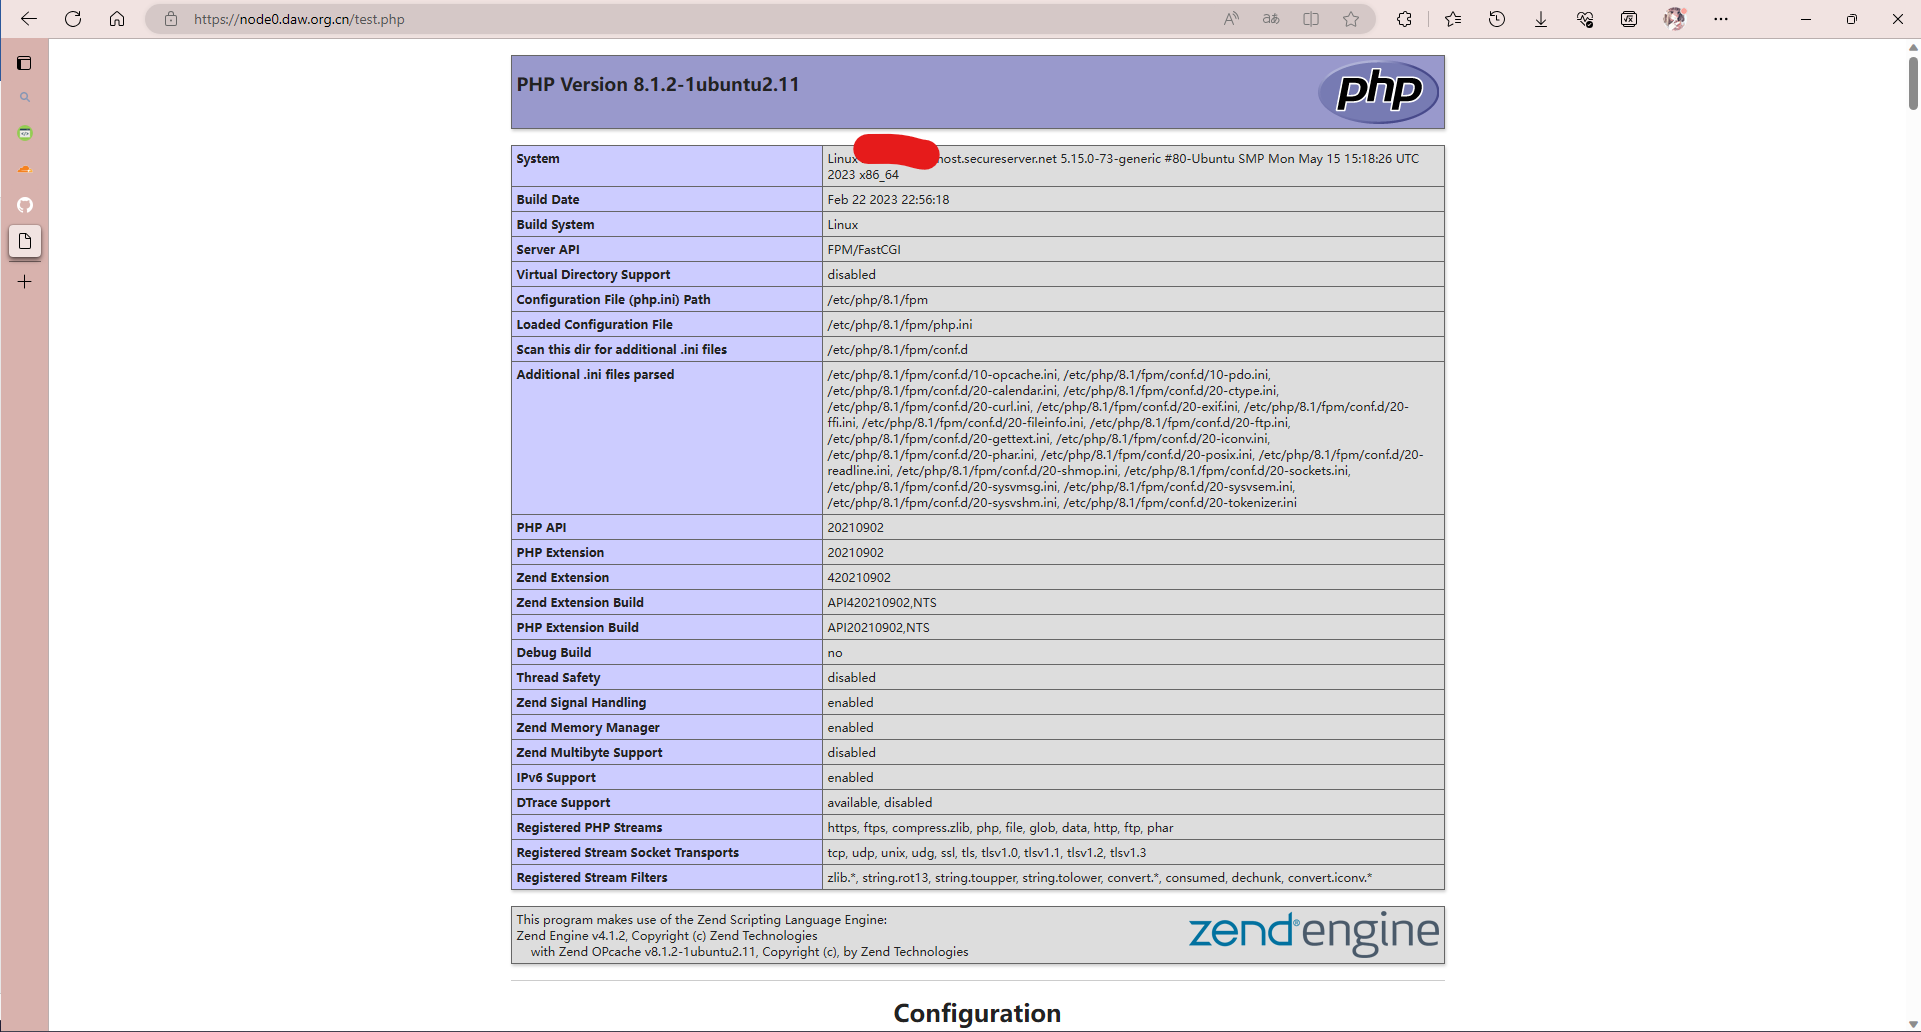 https://node0.daw.org.cn/test.php
PHP Version 8.1.2-1ubuntu2.11
php
System
Linux host.secureserver.net 5.15.0-73-generic #80-Ubuntu SMP Mon May 15 15:18:26 UTC
2023 x86_64
Build Date
Feb 22 2023 22:56:18
Build System
Linux
Server API
FPM/FastCGI
Virtual Directory Support
disabled
Configuration File (php.ini) Path
/etc/php/8.1/fpm
Loaded Configuration File
/etc/php/8.1/fpm/php.ini
Scan this dir for additional .ini files
/etc/php/8.1/fpm/conf.d
Additional .ini files parsed
/etc/php/8.1/fpm/conf.d/10-opcache.ini, /etc/php/8.1/fpm/conf.d/10-pdo.ini,
/etc/php/8.1/fpm/conf.d/20-calendar.ini, /etc/php/8.1/fpm/conf.d/20-ctype.ini,
/etc/php/8.1/fpm/conf.d/20-curl.ini, /etc/php/8.1/fpm/conf.d/20-exif.ini, /etc/php/8.1/fpm/conf.d/20-
ffi.ini, /etc/php/8.1/fpm/conf.d/20-fileinfo.ini, /etc/php/8.1/fpm/conf.d/20-ftp.ini,
/etc/php/8.1/fpm/conf.d/20-gettext.ini, /etc/php/8.1/fpm/conf.d/20-iconv.ini,
/etc/php/8.1/fpm/conf.d/20-phar.ini, /etc/php/8.1/fpm/conf.d/20-posix.ini, /etc/php/8.1/fpm/conf.d/20-
readline.ini, /etc/php/8.1/fpm/conf.d/20-shmop.ini, /etc/php/8.1/fpm/conf.d/20-sockets.ini,
/etc/php/8.1/fpm/conf.d/20-sysvmsg.ini, /etc/php/8.1/fpm/conf.d/20-sysvsem.ini,
/etc/php/8.1/fpm/conf.d/20-sysvshm.ini, /etc/php/8.1/fpm/conf.d/20-tokenizer.ini
PHP API
20210902
PHP Extension
20210902
Zend Extension
420210902
Zend Extension Build
API420210902,NTS
PHP Extension Build
API20210902,NTS
Debug Build
no
Thread Safety
disabled
Zend Signal Handling
enabled
Zend Memory Manager
enabled
Zend Multibyte Support
disabled
IPv6 Support
enabled
DTrace Support
available, disabled
Registered PHP Streams
https, ftps, compress.zlib, php, file, glob, data, http, ftp, phar
Registered Stream Socket Transports
tcp, udp, unix, udg, ssl, tls, tlsv1.0, tlsv1.1, tlsv1.2, tlsv1.3
Registered Stream Filters
zlib.*, string.rot13, string.toupper, string.tolower, convert.*, consumed, dechunk, convert.iconv.*
This program makes use of the Zend Scripting Language Engine:
Zend Engine v4.1.2, Copyright (c) Zend Technologies
with Zend OPcache v8.1.2-1ubuntu2.11, Copyright (c), by Zend Technologies
zend® engine
Configuration